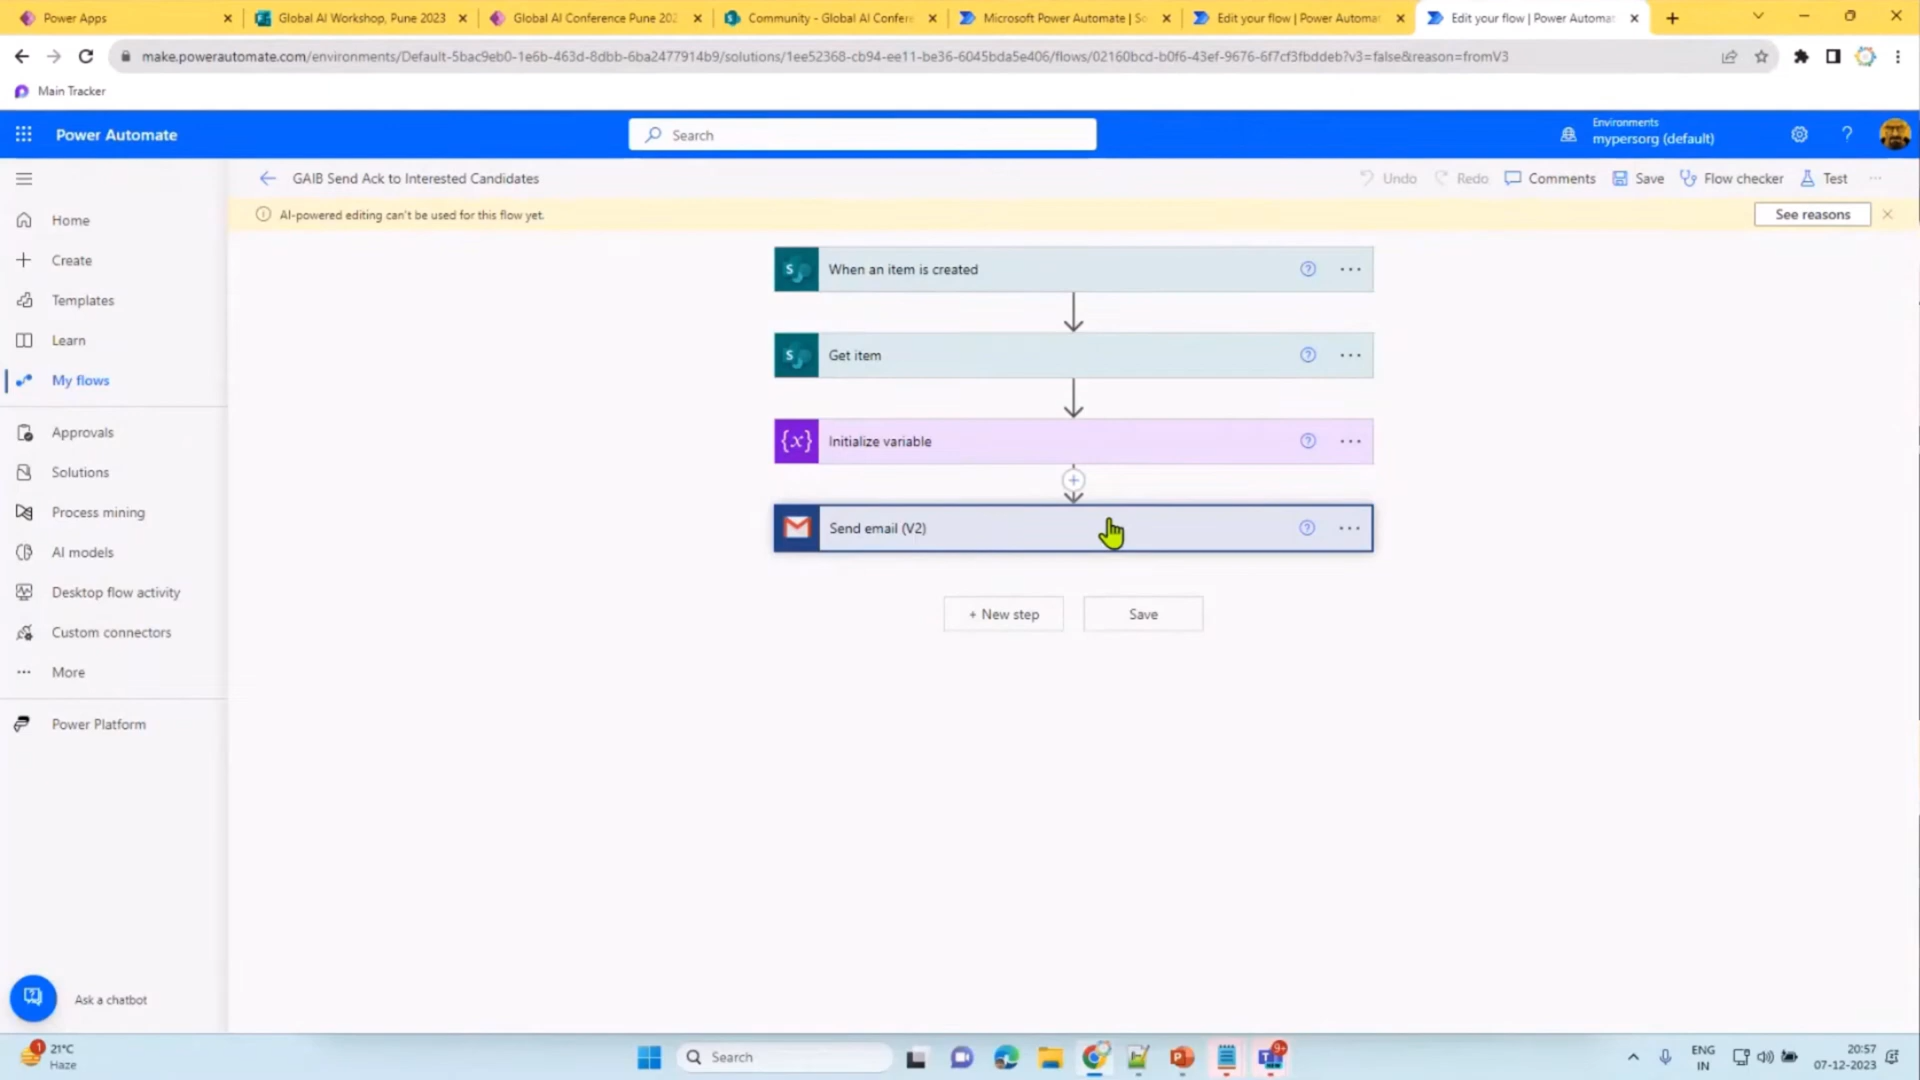 Power Apps
Global AI Workshop, Pune 2023
Global AI Conference Pune 202
Community - Global AI Confere
Microsoft Power Automate | So
Edit your flow | Power Automat
Edit your flow | Power Automat
make.powerautomate.com/environments/Default-5bac9eb0-1e6b-463d-8dbb-6ba2477914b9/solutions/1ee52368-cb94-ee11-be36-6045bda5e406/flows/02160bcd-b0f6-43ef-9676-6f7cf3fbddeb?v3=false&reason=fromV3
Main Tracker
Power Automate
Search
Environments
mypersorg (default)
GAIB Send Ack to Interested Candidates
Undo
Redo
Comments
Save
Flow checker
Test
AI-powered editing can't be used for this flow yet.
See reasons
Home
Create
Templates
Learn
My flows
Approvals
Solutions
Process mining
AI models
Desktop flow activity
Custom connectors
More
Power Platform
Ask a chatbot
When an item is created
Get item
{x} Initialize variable
Send email (V2)
+ New step
Save
1
21°C
Haze
Search
9+
ENG
IN
20:57
07-12-2023